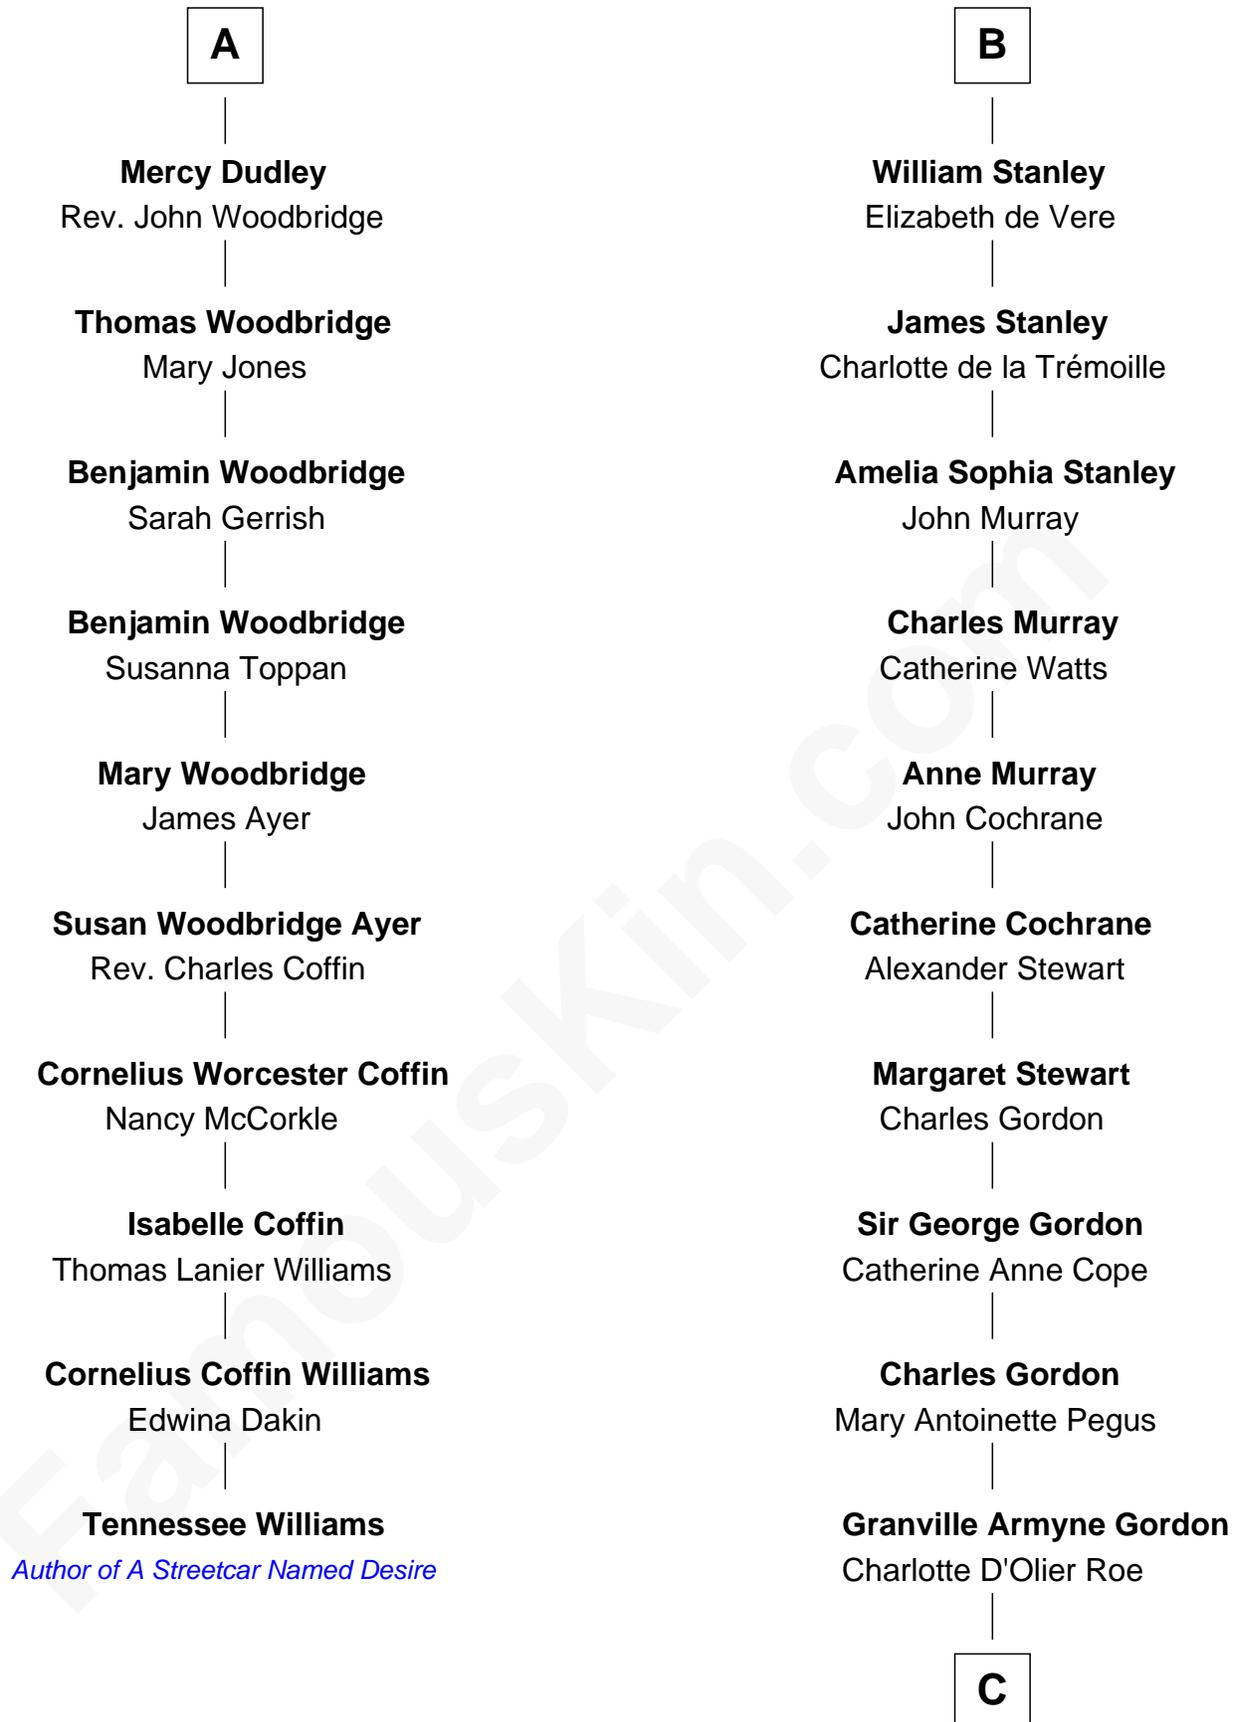 A
Mercy Dudley
Rev. John Woodbridge
Thomas Woodbridge
Mary Jones
Benjamin Woodbridge
Sarah Gerrish
Benjamin Woodbridge
Susanna Toppan
Mary Woodbridge
James Ayer
Susan Woodbridge Ayer
Rev. Charles Coffin
Cornelius Worcester Coffin
Nancy McCorkle
Isabelle Coffin
Thomas Lanier Williams
Cornelius Coffin Williams
Edwina Dakin
Tennessee Williams
Author of A Streetcar Named Desire
B
William Stanley
Elizabeth de Vere
James Stanley
Charlotte de la Trémoille
Amelia Sophia Stanley
John Murray
Charles Murray
Catherine Watts
Anne Murray
John Cochrane
Catherine Cochrane
Alexander Stewart
Margaret Stewart
Charles Gordon
Sir George Gordon
Catherine Anne Cope
Charles Gordon
Mary Antoinette Pegus
Granville Armyne Gordon
Charlotte D'Olier Roe
C
FamousKin.com